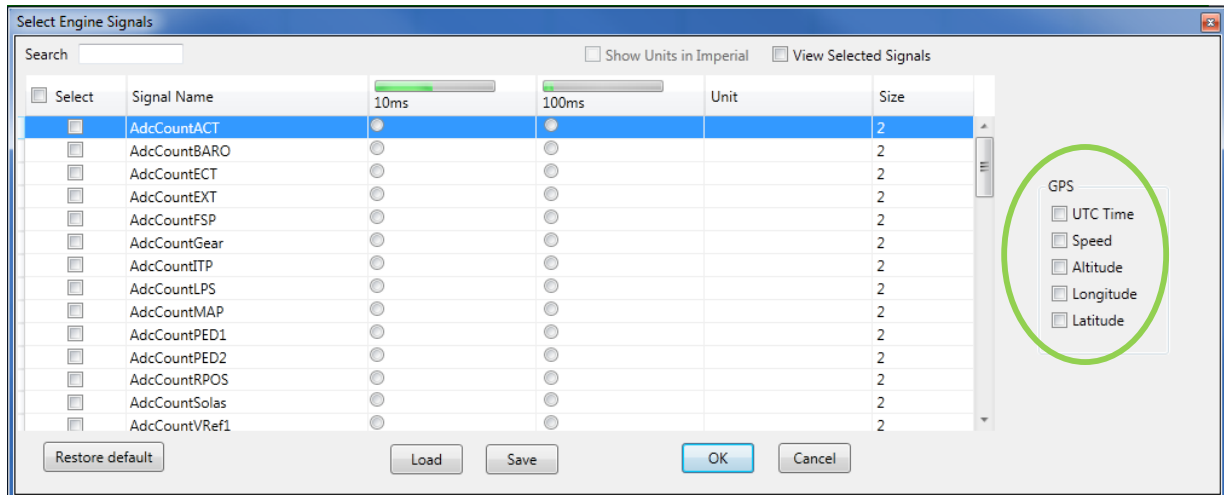 Select Engine Signals
Search Show Units in Imperial View Selected Signals
Select Signal Name 10ms 100ms Unit Size
AdcCountACT 2
AdcCountBARO 2
AdcCountECT 2
AdcCountEXT 2
AdcCountFSP 2
AdcCountGear 2
AdcCountITP 2
AdcCountLPS 2
AdcCountMAP 2
AdcCountPED1 2
AdcCountPED2 2
AdcCountRPOS 2
AdcCountSolas 2
AdcCountVRef1 2
GPS
UTC Time
Speed
Altitude
Longitude
Latitude
Restore default Load Save OK Cancel